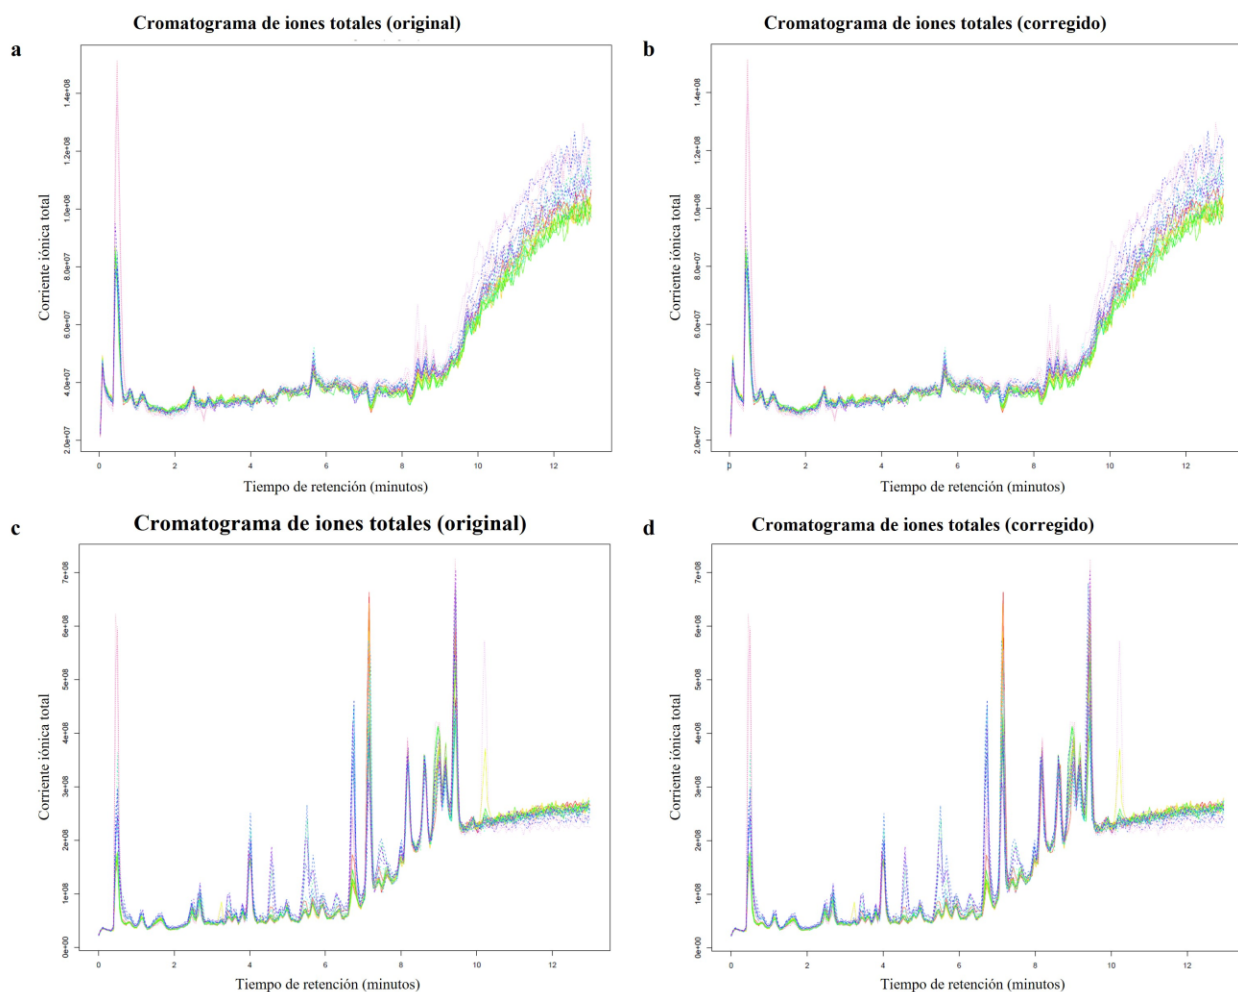 Cromatograma de iones totales (original)
a
Corriente iónica total
1.4e+08
1.2e+08
1.0e+08
8.0e+07
6.0e+07
4.0e+07
2.0e+07
0 2 4 6 8 10 12
Tiempo de retención (minutos)
Cromatograma de iones totales (corregido)
b
Corriente iónica total
1.4e+08
1.2e+08
1.0e+08
8.0e+07
6.0e+07
4.0e+07
2.0e+07
0 2 4 6 8 10 12
Tiempo de retención (minutos)
Cromatograma de iones totales (original)
c
Corriente iónica total
7e+08
6e+08
5e+08
4e+08
3e+08
2e+08
1e+08
0e+00
0 2 4 6 8 10 12
Tiempo de retención (minutos)
Cromatograma de iones totales (corregido)
d
Corriente iónica total
7e+08
6e+08
5e+08
4e+08
3e+08
2e+08
1e+08
0e+00
0 2 4 6 8 10 12
Tiempo de retención (minutos)